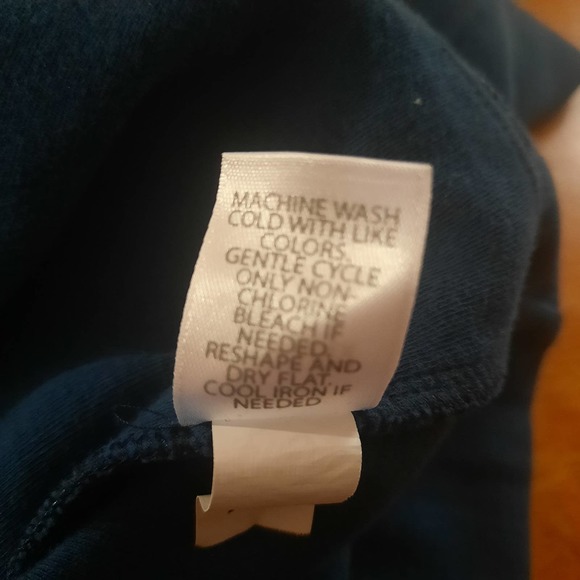 MACHINE WASH
COLD WITH LIKE
COLORS.
GENTLE CYCLE
ONLY NON-
CHLORINE
BLEACH IF
NEEDED.
RESHAPE AND
DRY FLAT.
COOL IRON IF
NEEDED